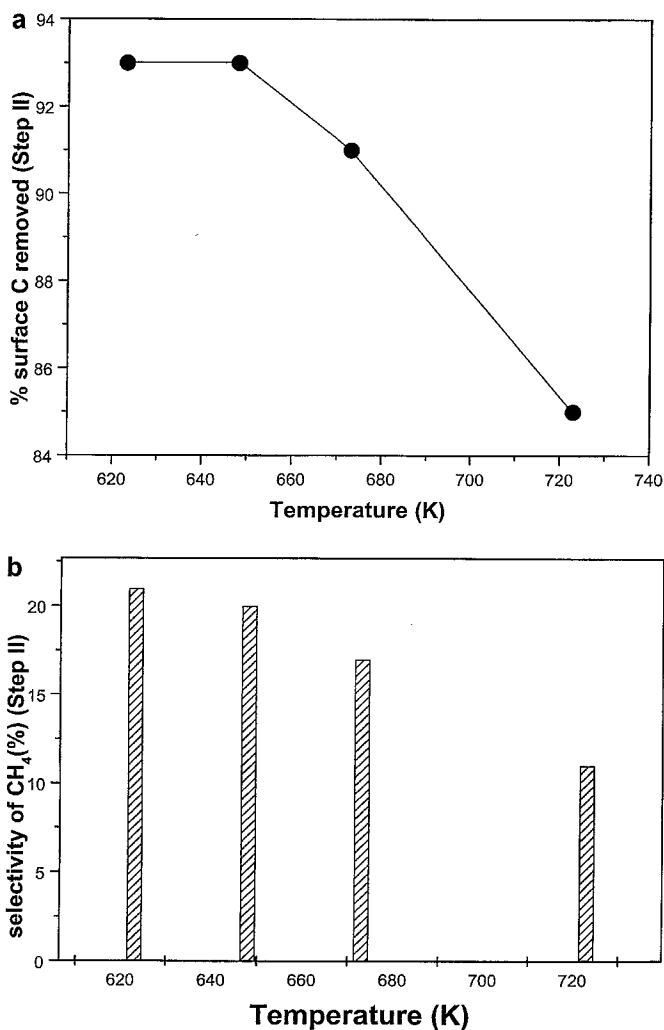 a
94
92
90
88
86
84
% surface C removed (Step II)
620 640 660 680 700 720 740
Temperature (K)
b
20
15
10
5
0
selectivity of CH₄(%) (Step II)
620 640 660 680 700 720
Temperature (K)